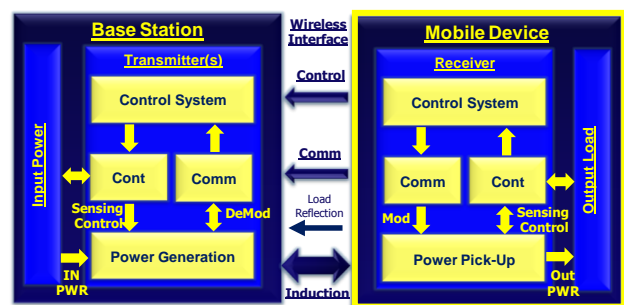 Base Station
Transmitter(s)
Input Power
Control System
Cont
Comm
Sensing
Control
DeMod
Power Generation
IN
PWR
Wireless
Interface
Control
Comm
Load
Reflection
Induction
Mobile Device
Receiver
Control System
Comm
Cont
Mod
Sensing
Control
Power Pick-Up
Out
PWR
Output Load